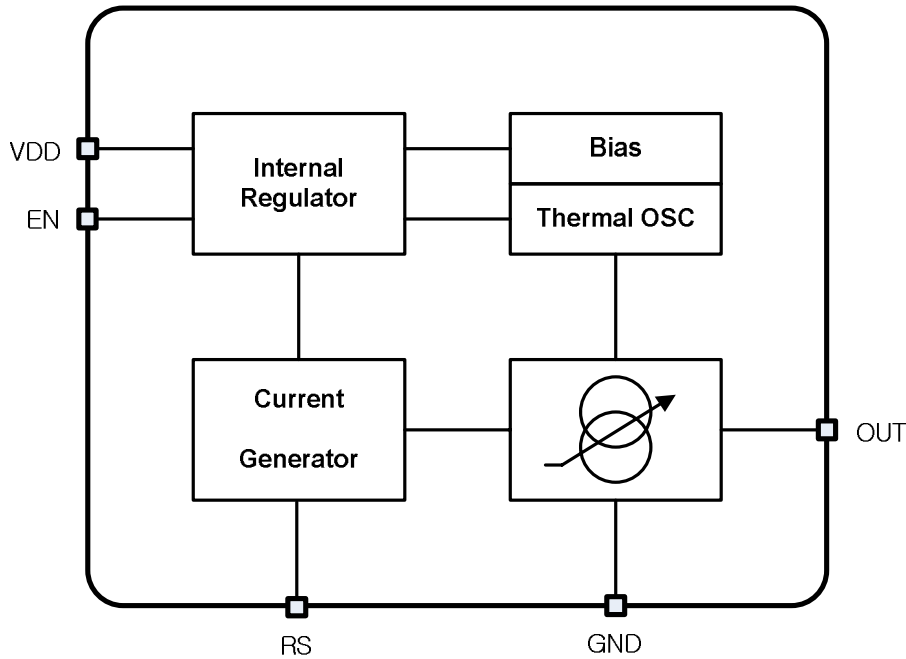 VDD
EN
Internal
Regulator
Bias
Thermal OSC
Current
Generator
OUT
RS
GND